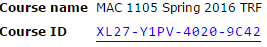 Course name MAC 1105 Spring 2016 TRF
Course ID XL27-Y1PV-4020-9C42